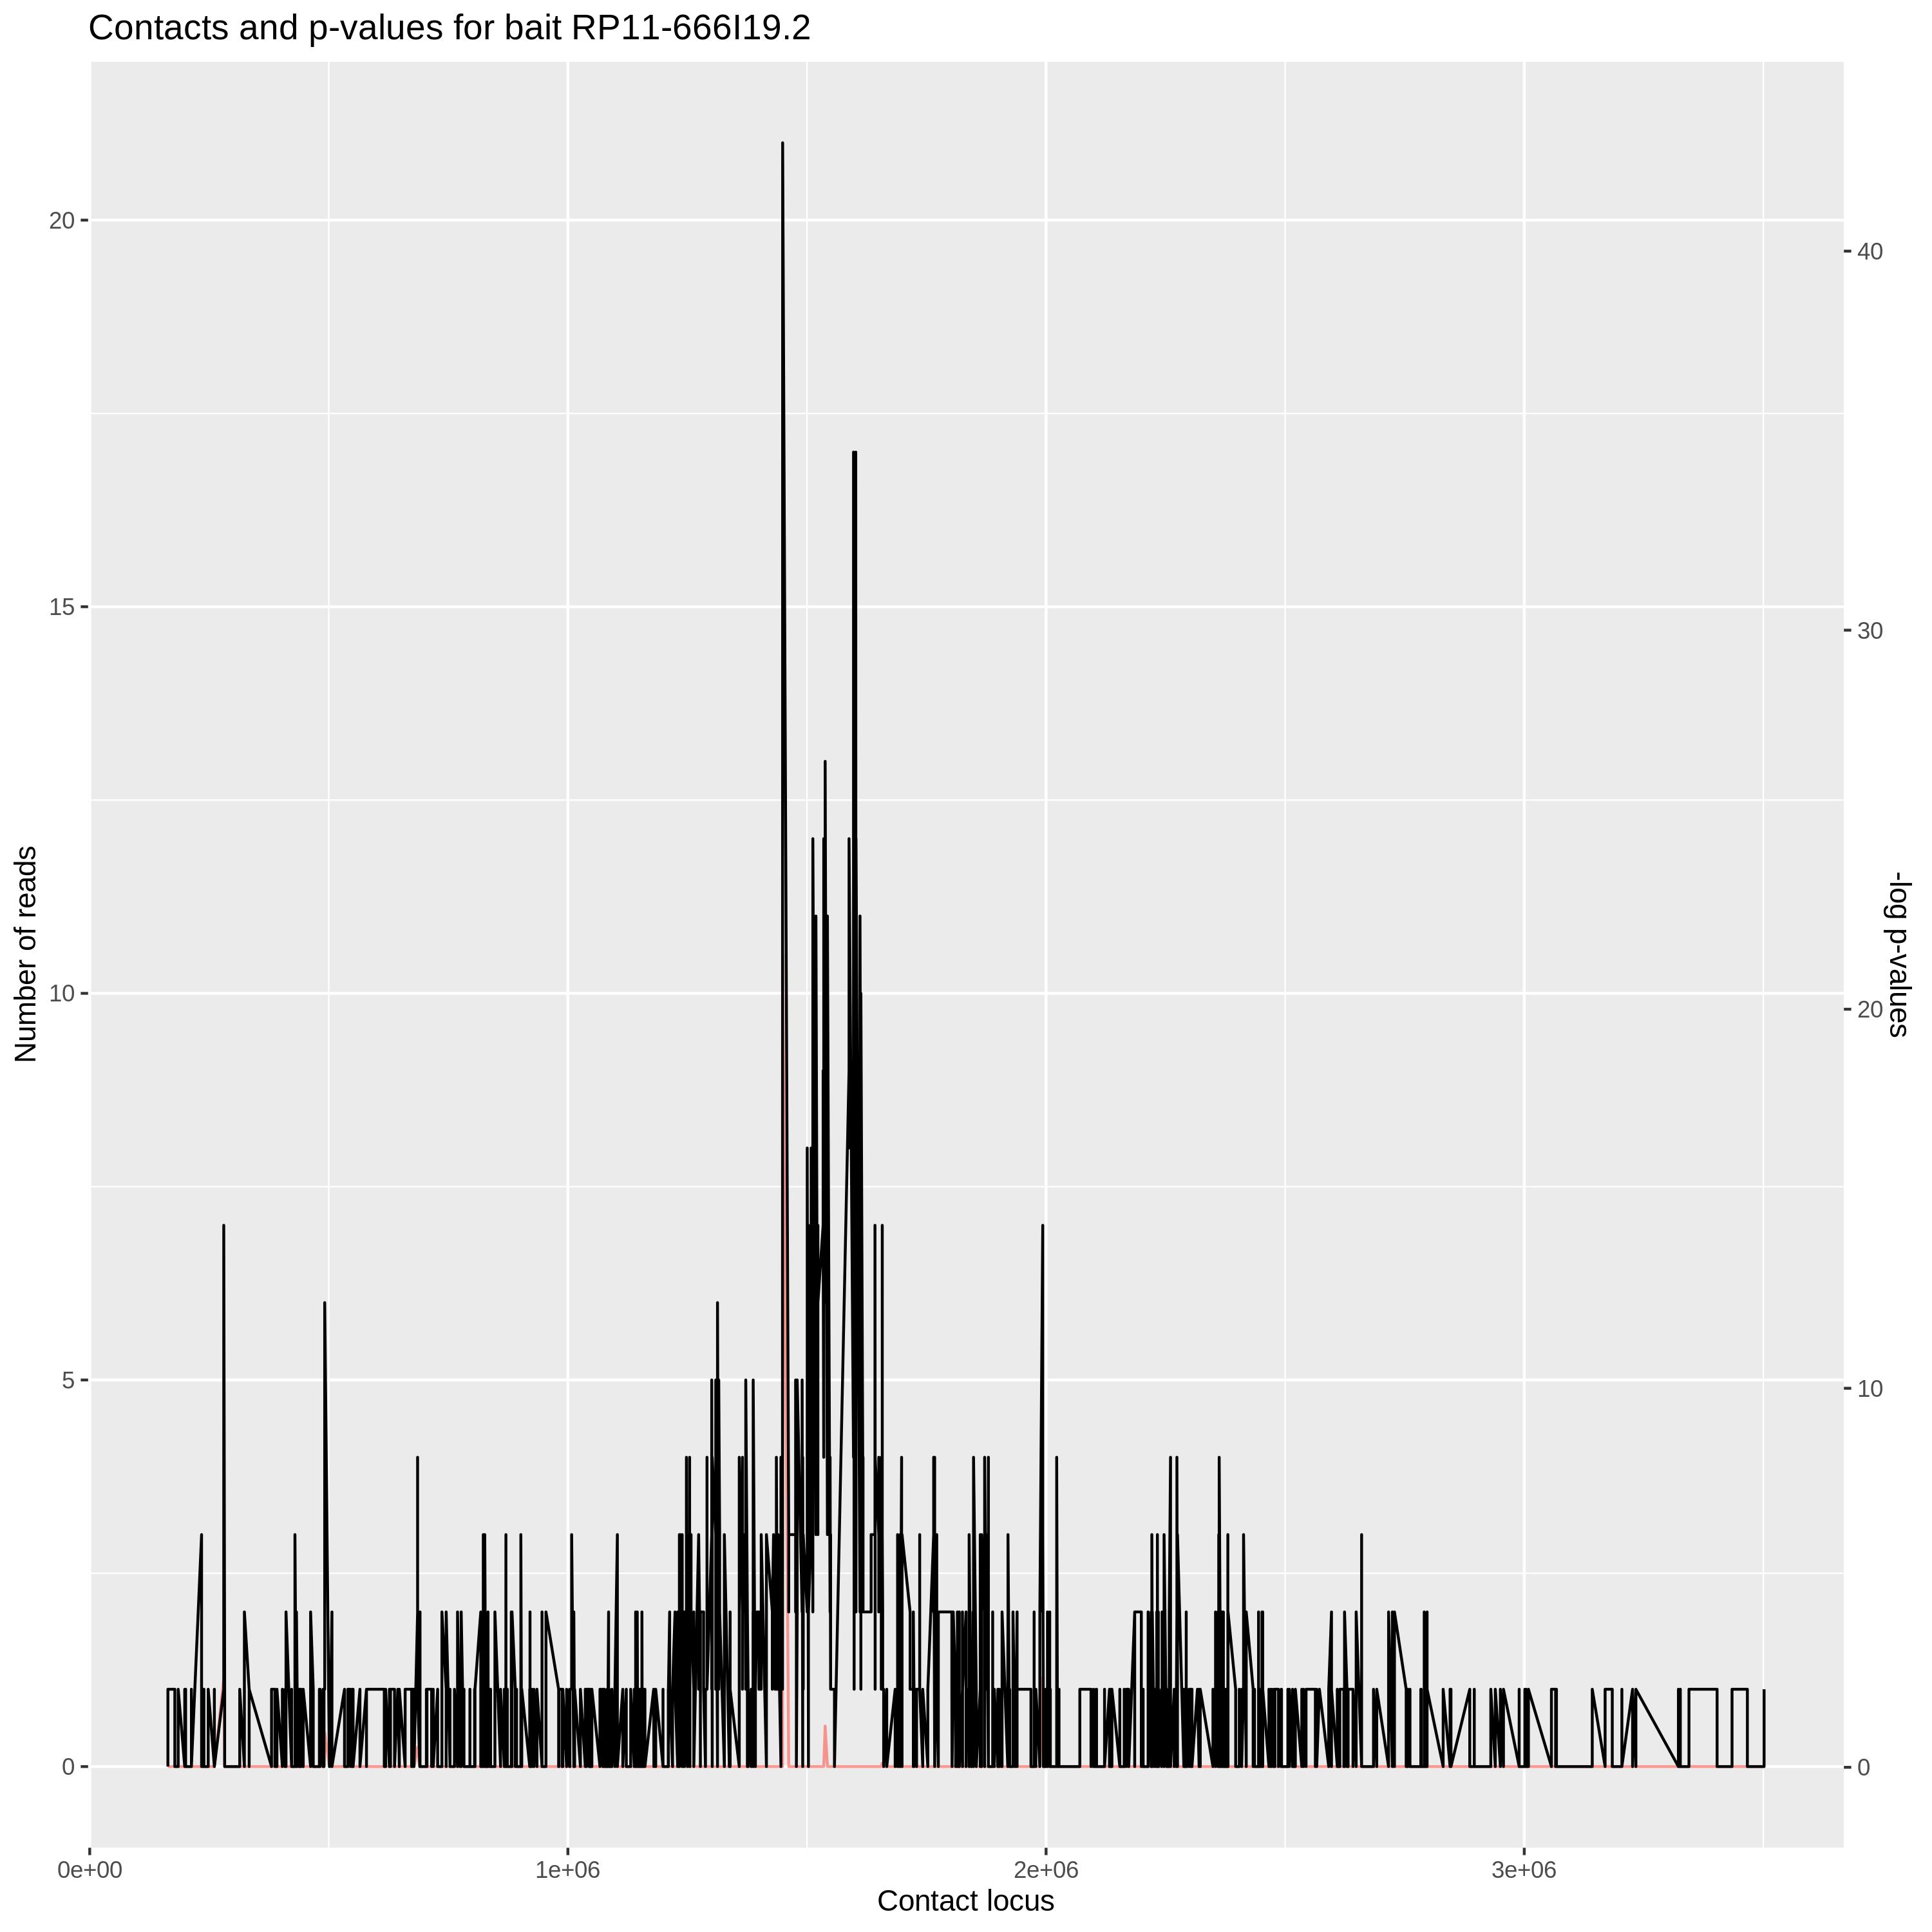 Contacts and p-values for bait RP11-666I19.2
Number of reads
20
15
10
5
0
40
30
20
10
0
-log p-values
0e+00
1e+06
2e+06
3e+06
Contact locus